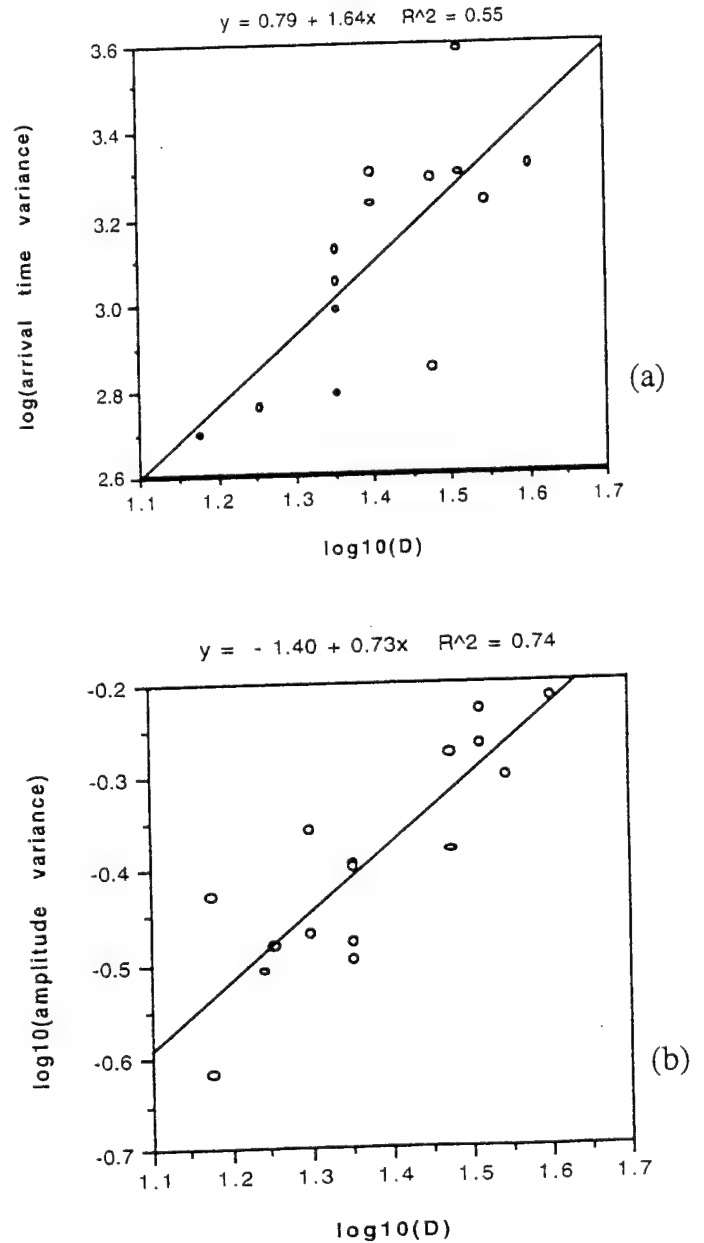 y = 0.79 + 1.64x R^2 = 0.55
3.6
3.4
3.2
3.0
2.8
2.6
log(arrival time variance)
1.1 1.2 1.3 1.4 1.5 1.6 1.7
log10(D)
(a)
y = - 1.40 + 0.73x R^2 = 0.74
-0.2
-0.3
-0.4
-0.5
-0.6
-0.7
log10(amplitude variance)
1.1 1.2 1.3 1.4 1.5 1.6 1.7
log10(D)
(b)